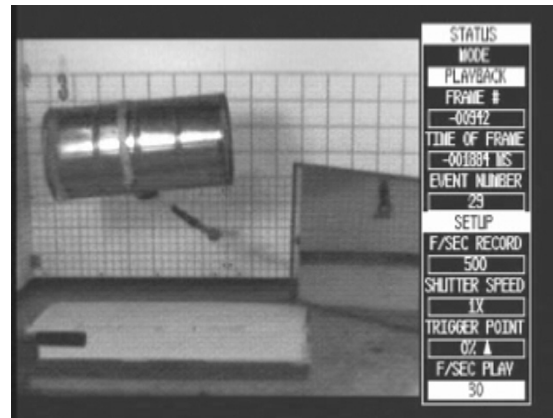 STATUS
MODE
PLAYBACK
FRAME #
-00942
TIME OF FRAME
-001884 MS
EVENT NUMBER
29
SETUP
F/SEC RECORD
500
SHUTTER SPEED
1X
TRIGGER POINT
0% ▲
F/SEC PLAY
30